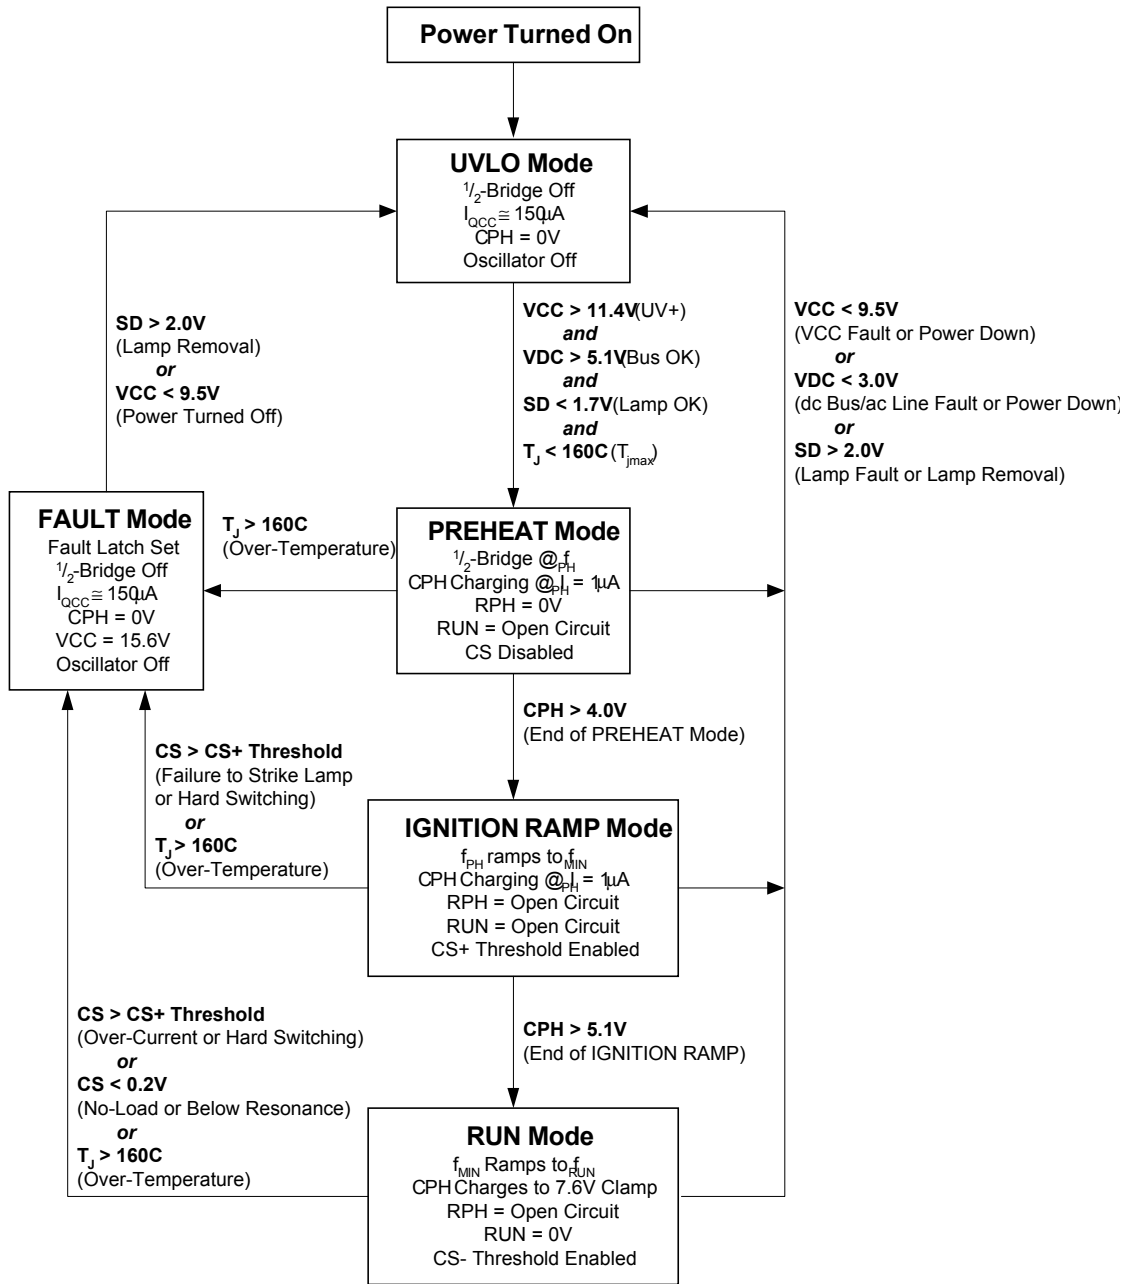 Power Turned On
UVLO Mode
1/2-Bridge Off
IQCC ≅ 150µA
CPH = 0V
Oscillator Off
SD > 2.0V
(Lamp Removal)
or
VCC < 9.5V
(Power Turned Off)
VCC > 11.4V (UV+)
and
VDC > 5.1V (Bus OK)
and
SD < 1.7V (Lamp OK)
and
TJ < 160C (Tjmax)
VCC < 9.5V
(VCC Fault or Power Down)
or
VDC < 3.0V
(dc Bus/ac Line Fault or Power Down)
or
SD > 2.0V
(Lamp Fault or Lamp Removal)
FAULT Mode
Fault Latch Set
1/2-Bridge Off
IQCC ≅ 150µA
CPH = 0V
VCC = 15.6V
Oscillator Off
TJ > 160C
(Over-Temperature)
PREHEAT Mode
1/2-Bridge @ fPH
CPH Charging @ IPH = 1µA
RPH = 0V
RUN = Open Circuit
CS Disabled
CPH > 4.0V
(End of PREHEAT Mode)
CS > CS+ Threshold
(Failure to Strike Lamp
or Hard Switching)
or
TJ > 160C
(Over-Temperature)
IGNITION RAMP Mode
fPH ramps to fMIN
CPH Charging @ IPH = 1µA
RPH = Open Circuit
RUN = Open Circuit
CS+ Threshold Enabled
CPH > 5.1V
(End of IGNITION RAMP)
CS > CS+ Threshold
(Over-Current or Hard Switching)
or
CS < 0.2V
(No-Load or Below Resonance)
or
TJ > 160C
(Over-Temperature)
RUN Mode
fMIN Ramps to fRUN
CPH Charges to 7.6V Clamp
RPH = Open Circuit
RUN = 0V
CS- Threshold Enabled